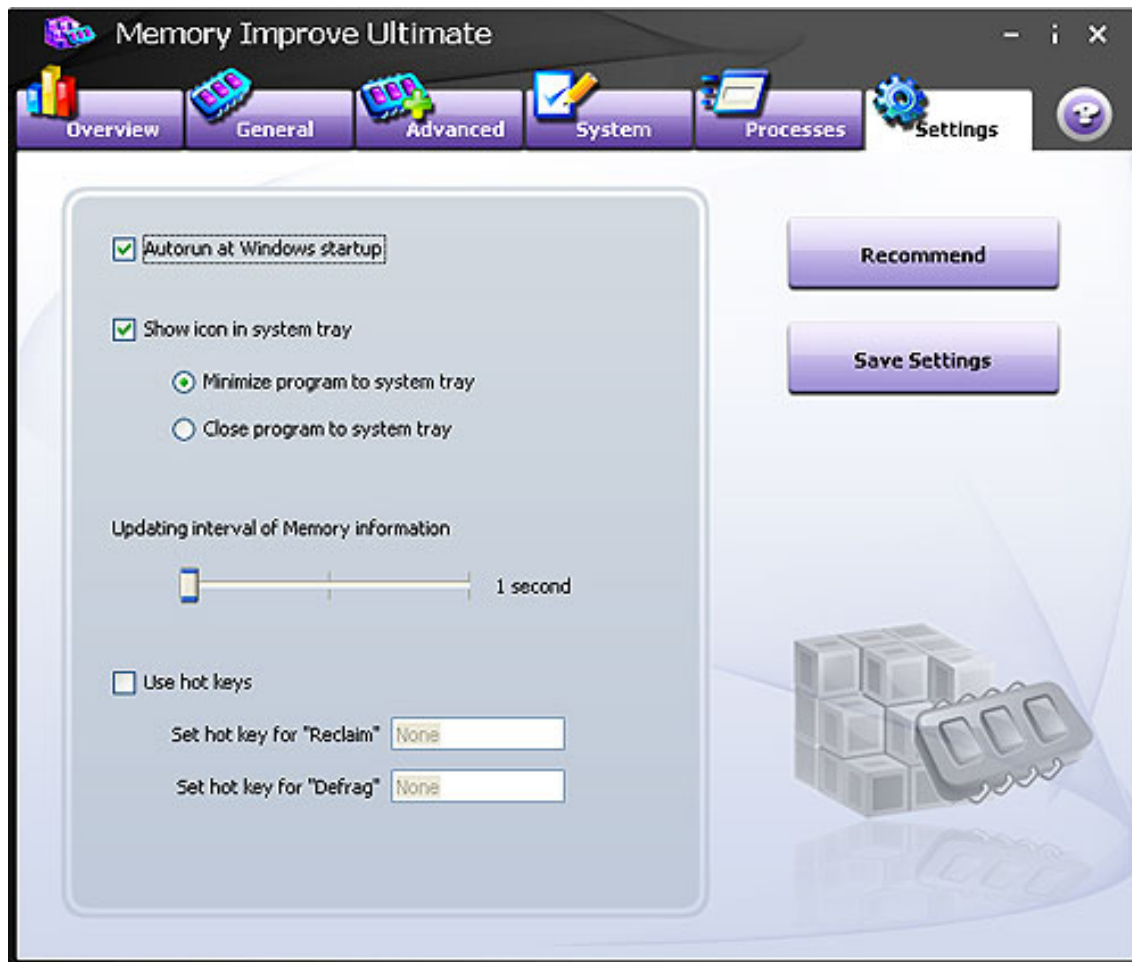 Memory Improve Ultimate
Overview
General
Advanced
System
Processes
Settings
Autorun at Windows startup
Recommend
Show icon in system tray
Save Settings
Minimize program to system tray
Close program to system tray
Updating interval of Memory information
1 second
Use hot keys
Set hot key for "Reclaim" None
Set hot key for "Defrag" None